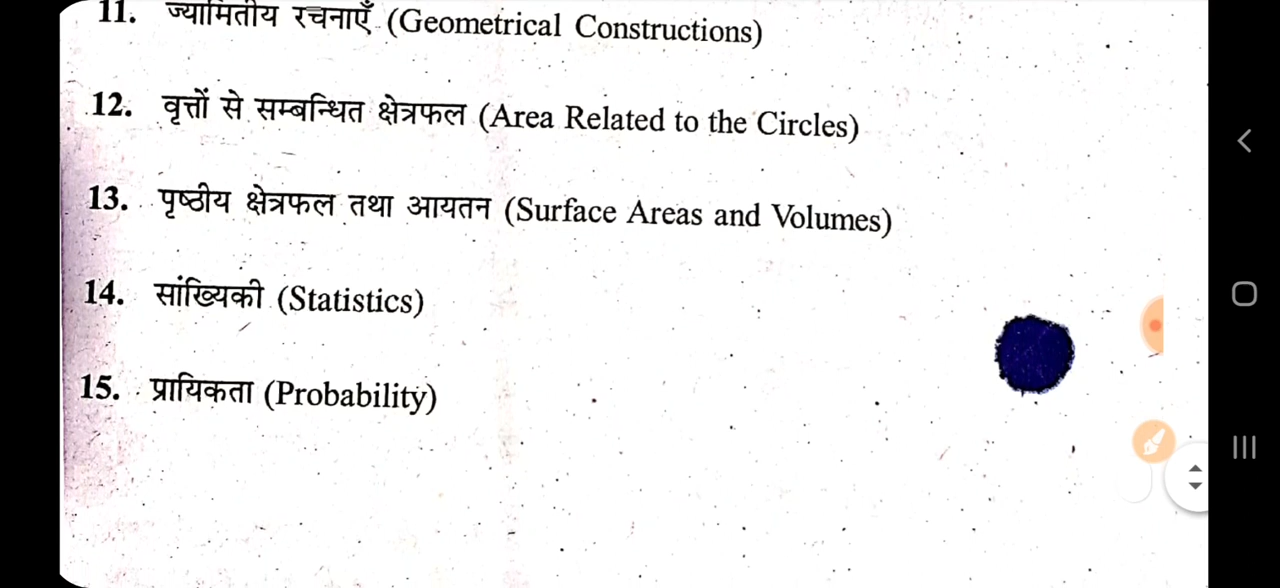 11. ज्यामितीय रचनाएँ (Geometrical Constructions)
12. वृत्तों से सम्बन्धित क्षेत्रफल (Area Related to the Circles)
13. पृष्ठीय क्षेत्रफल तथा आयतन (Surface Areas and Volumes)
14. सांख्यिकी (Statistics)
15. प्रायिकता (Probability)